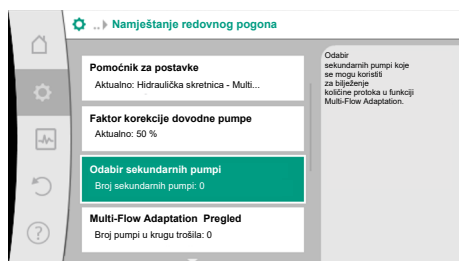 ..▸ Namještanje redovnog pogona
Pomoćnik za postavke
Aktualno: Hidraulička skretnica - Multi...
Faktor korekcije dovodne pumpe
Aktualno: 50 %
Odabir sekundarnih pumpi
Broj sekundarnih pumpi: 0
Multi-Flow Adaptation Pregled
Broj pumpi u krugu trošila: 0
Odabir
sekundarnih pumpi koje
se mogu koristiti
za bilježenje
količine protoka u funkciji
Multi-Flow Adaptation.